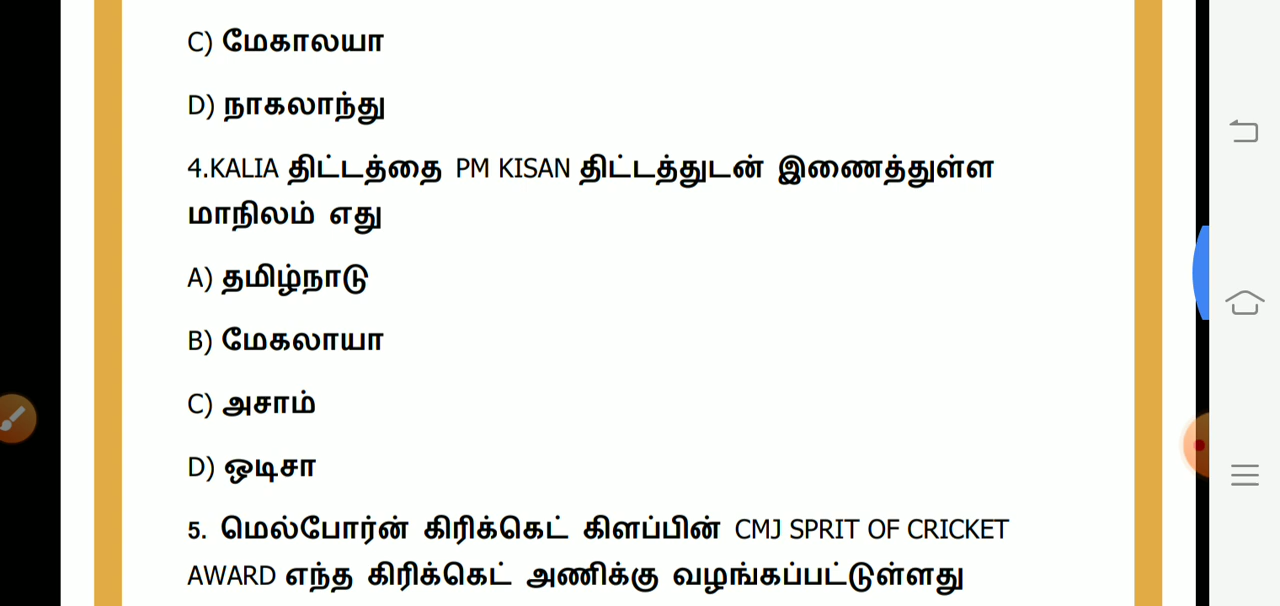 C) மேகாலயா
D) நாகலாந்து
4.KALIA திட்டத்தை PM KISAN திட்டத்துடன் இணைத்துள்ள
மாநிலம் எது
A) தமிழ்நாடு
B) மேகலாயா
C) அசாம்
D) ஒடிசா
5. மெல்போர்ன் கிரிக்கெட் கிளப்பின் CMJ SPRIT OF CRICKET
AWARD எந்த கிரிக்கெட் அணிக்கு வழங்கப்பட்டுள்ளது